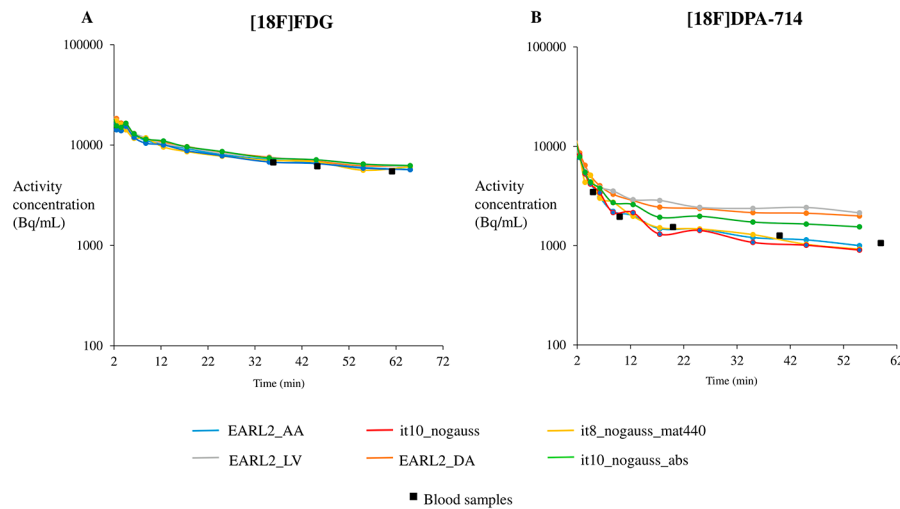 A
[18F]FDG
100000
10000
1000
100
Activity
concentration
(Bq/mL)
2 12 22 32 42 52 62 72
Time (min)
B
[18F]DPA-714
100000
10000
1000
100
Activity
concentration
(Bq/mL)
2 12 22 32 42 52 62
Time (min)
EARL2_AA it10_nogauss it8_nogauss_mat440
EARL2_LV EARL2_DA it10_nogauss_abs
Blood samples